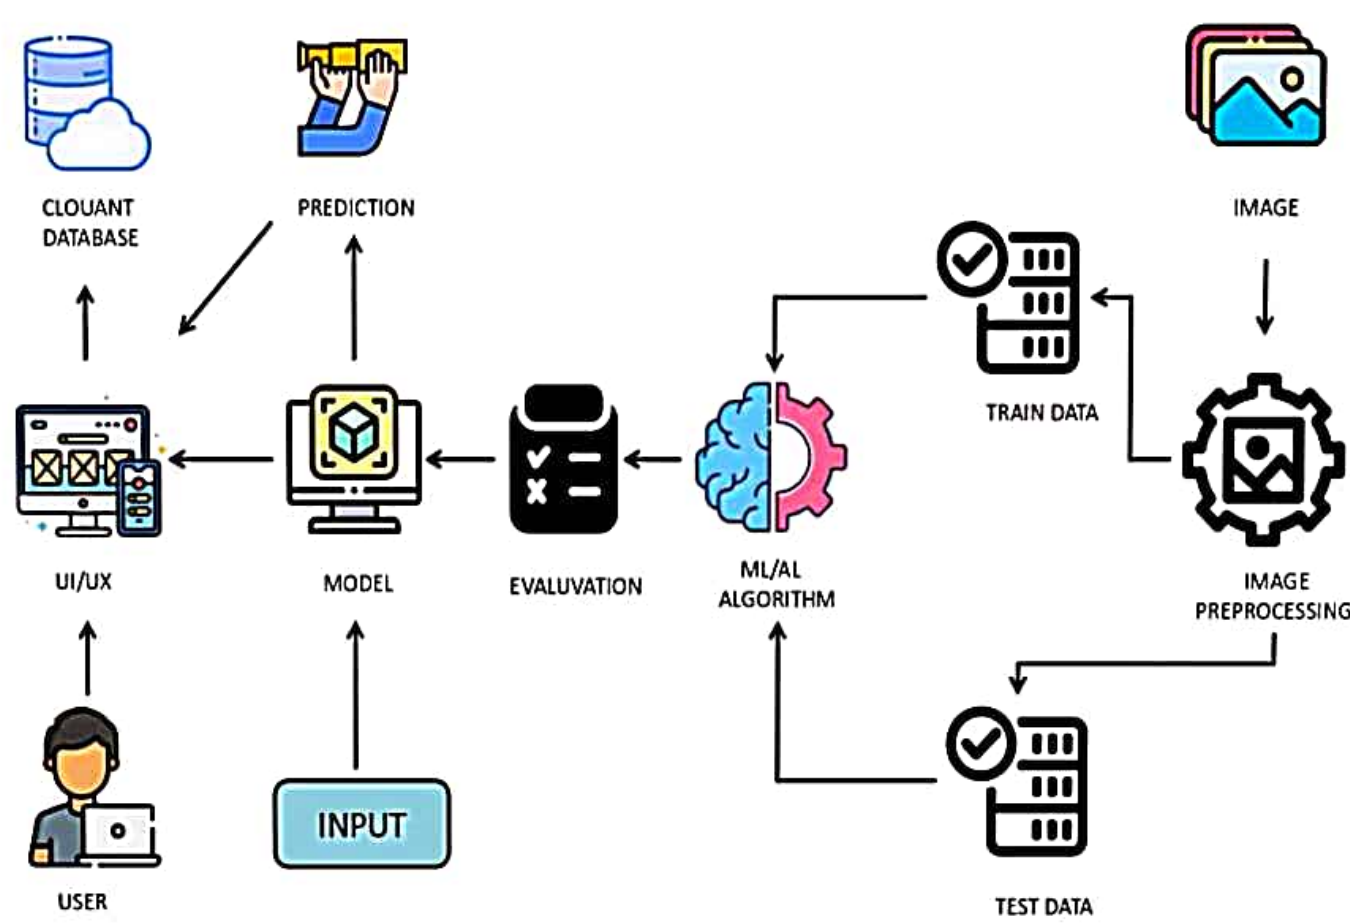 CLOUANT
DATABASE
PREDICTION
IMAGE
TRAIN DATA
UI/UX
MODEL
EVALUVATION
ML/AL
ALGORITHM
IMAGE
PREPROCESSING
INPUT
USER
TEST DATA